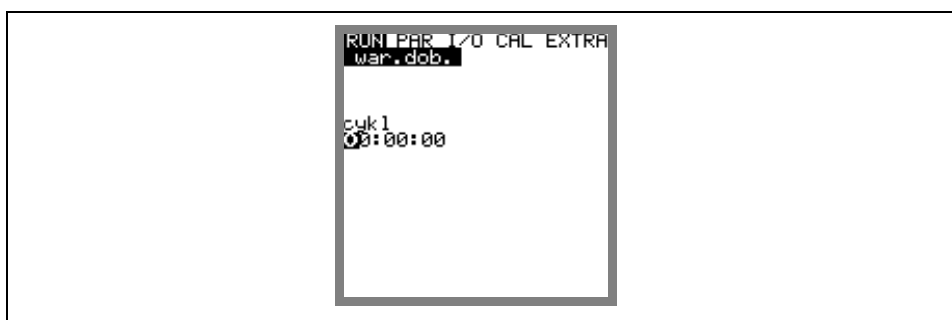 RUN PAR I/O CAL EXTRA
war.dob.
cykl
00:00:00